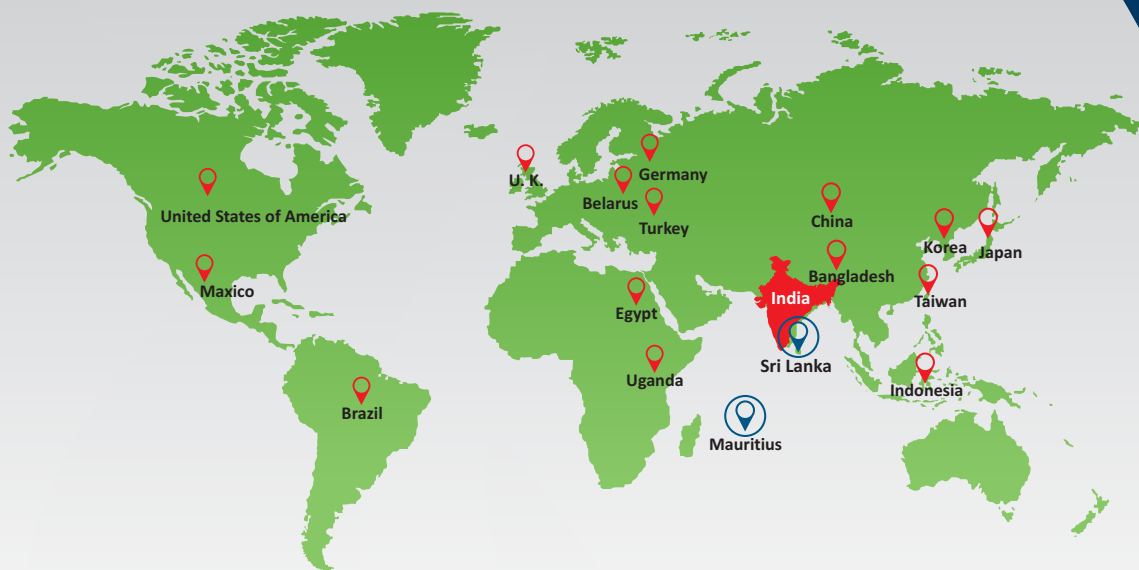 U. K.
Germany
Belarus
United States of America
Turkey
China
Korea
Japan
Bangladesh
Maxico
India
Taiwan
Egypt
Sri Lanka
Uganda
Indonesia
Brazil
Mauritius